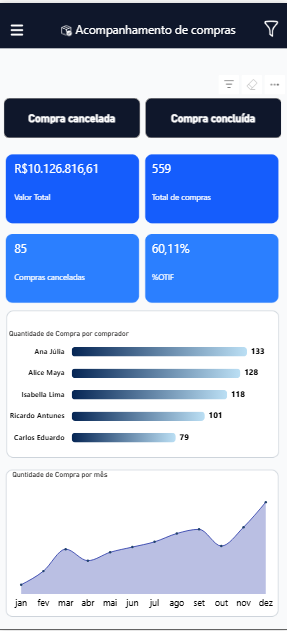 Acompanhamento de compras
Compra cancelada
Compra concluída
R$10.126.816,61
Valor Total
559
Total de compras
85
Compras canceladas
60,11%
%OTIF
Quantidade de Compra por comprador
Ana Júlia 133
Alice Maya 128
Isabella Lima 118
Ricardo Antunes 101
Carlos Eduardo 79
Quntidade de Compra por mês
jan fev mar abr mai jun jul ago set out nov dez